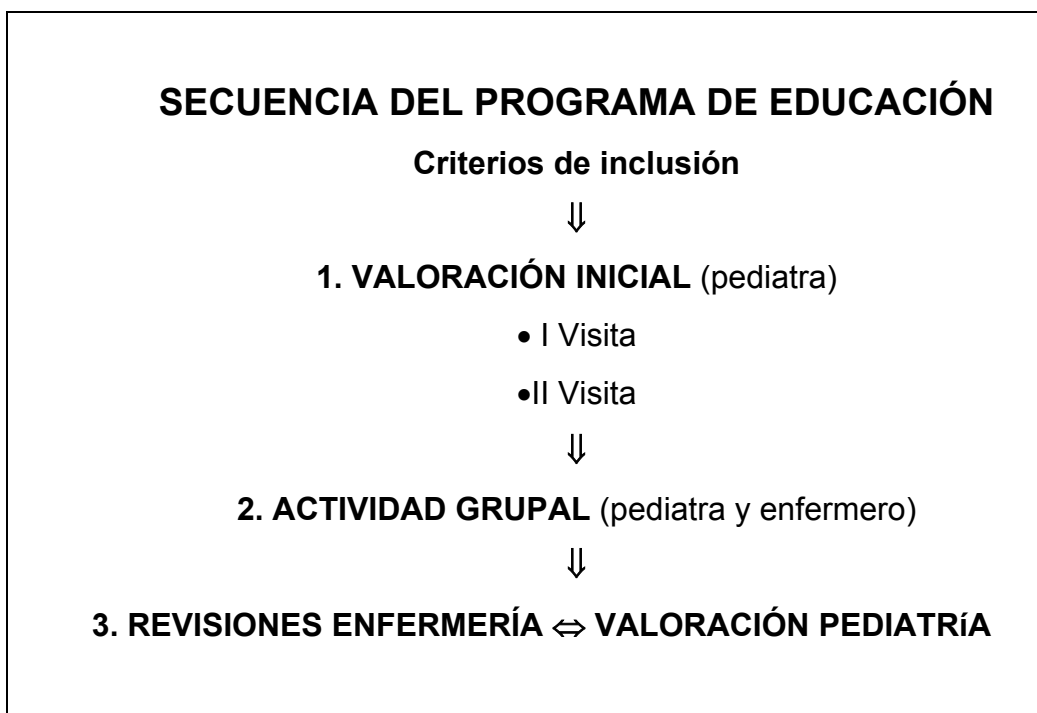 SECUENCIA DEL PROGRAMA DE EDUCACIÓN
Criterios de inclusión
⇓
1. VALORACIÓN INICIAL (pediatra)
• I Visita
•II Visita
⇓
2. ACTIVIDAD GRUPAL (pediatra y enfermero)
⇓
3. REVISIONES ENFERMERÍA ⇔ VALORACIÓN PEDIATRíA